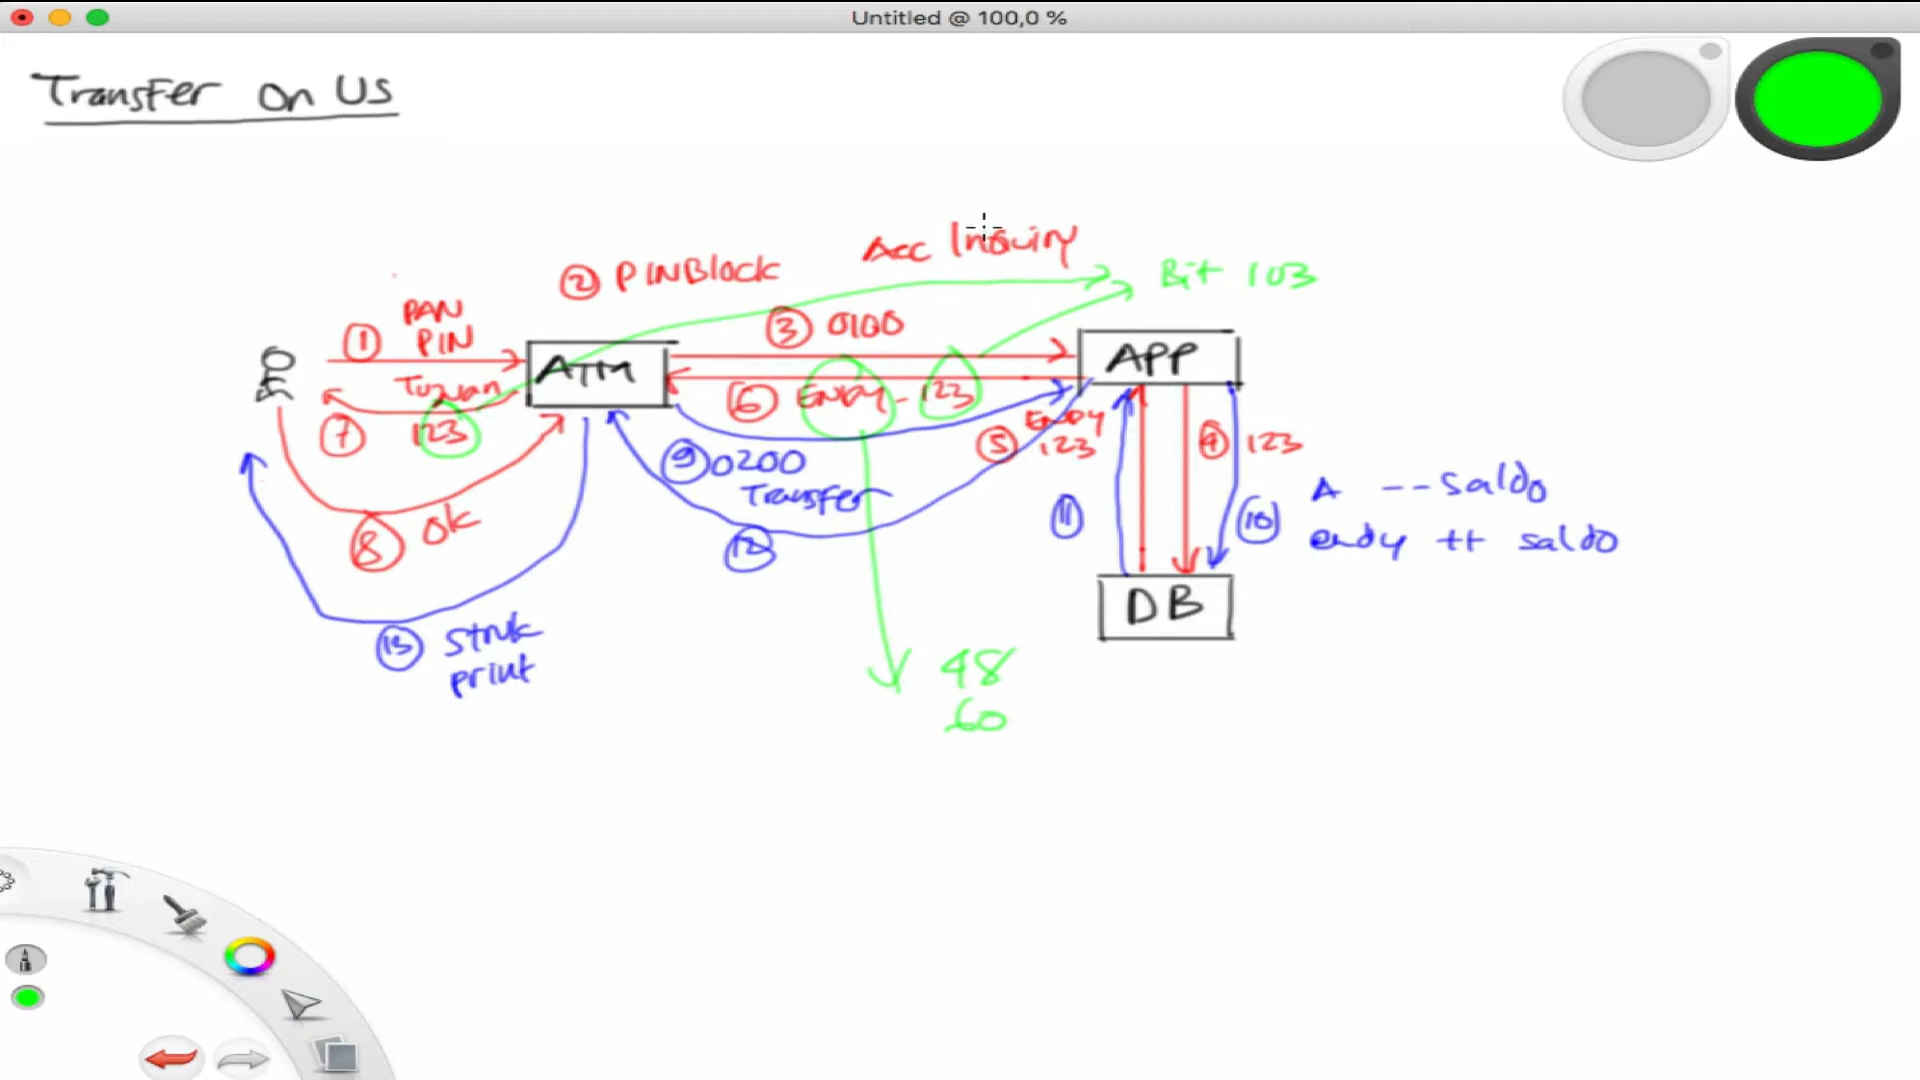 Untitled @ 100,0 %
Transfer on US
Acc Inquiry
② PINBlock
Bit 103
① PAN
PIN
Tujuan
123
③ 0100
ATM
APP
⑥ ENDY - 123
⑦
⑤ Endy
123
④ 123
⑨ 0200
Transfer
⑧ Ok
⑪
⑩ A -- saldo
endy ++ saldo
⑫
DB
⑬ Struk
print
48
60